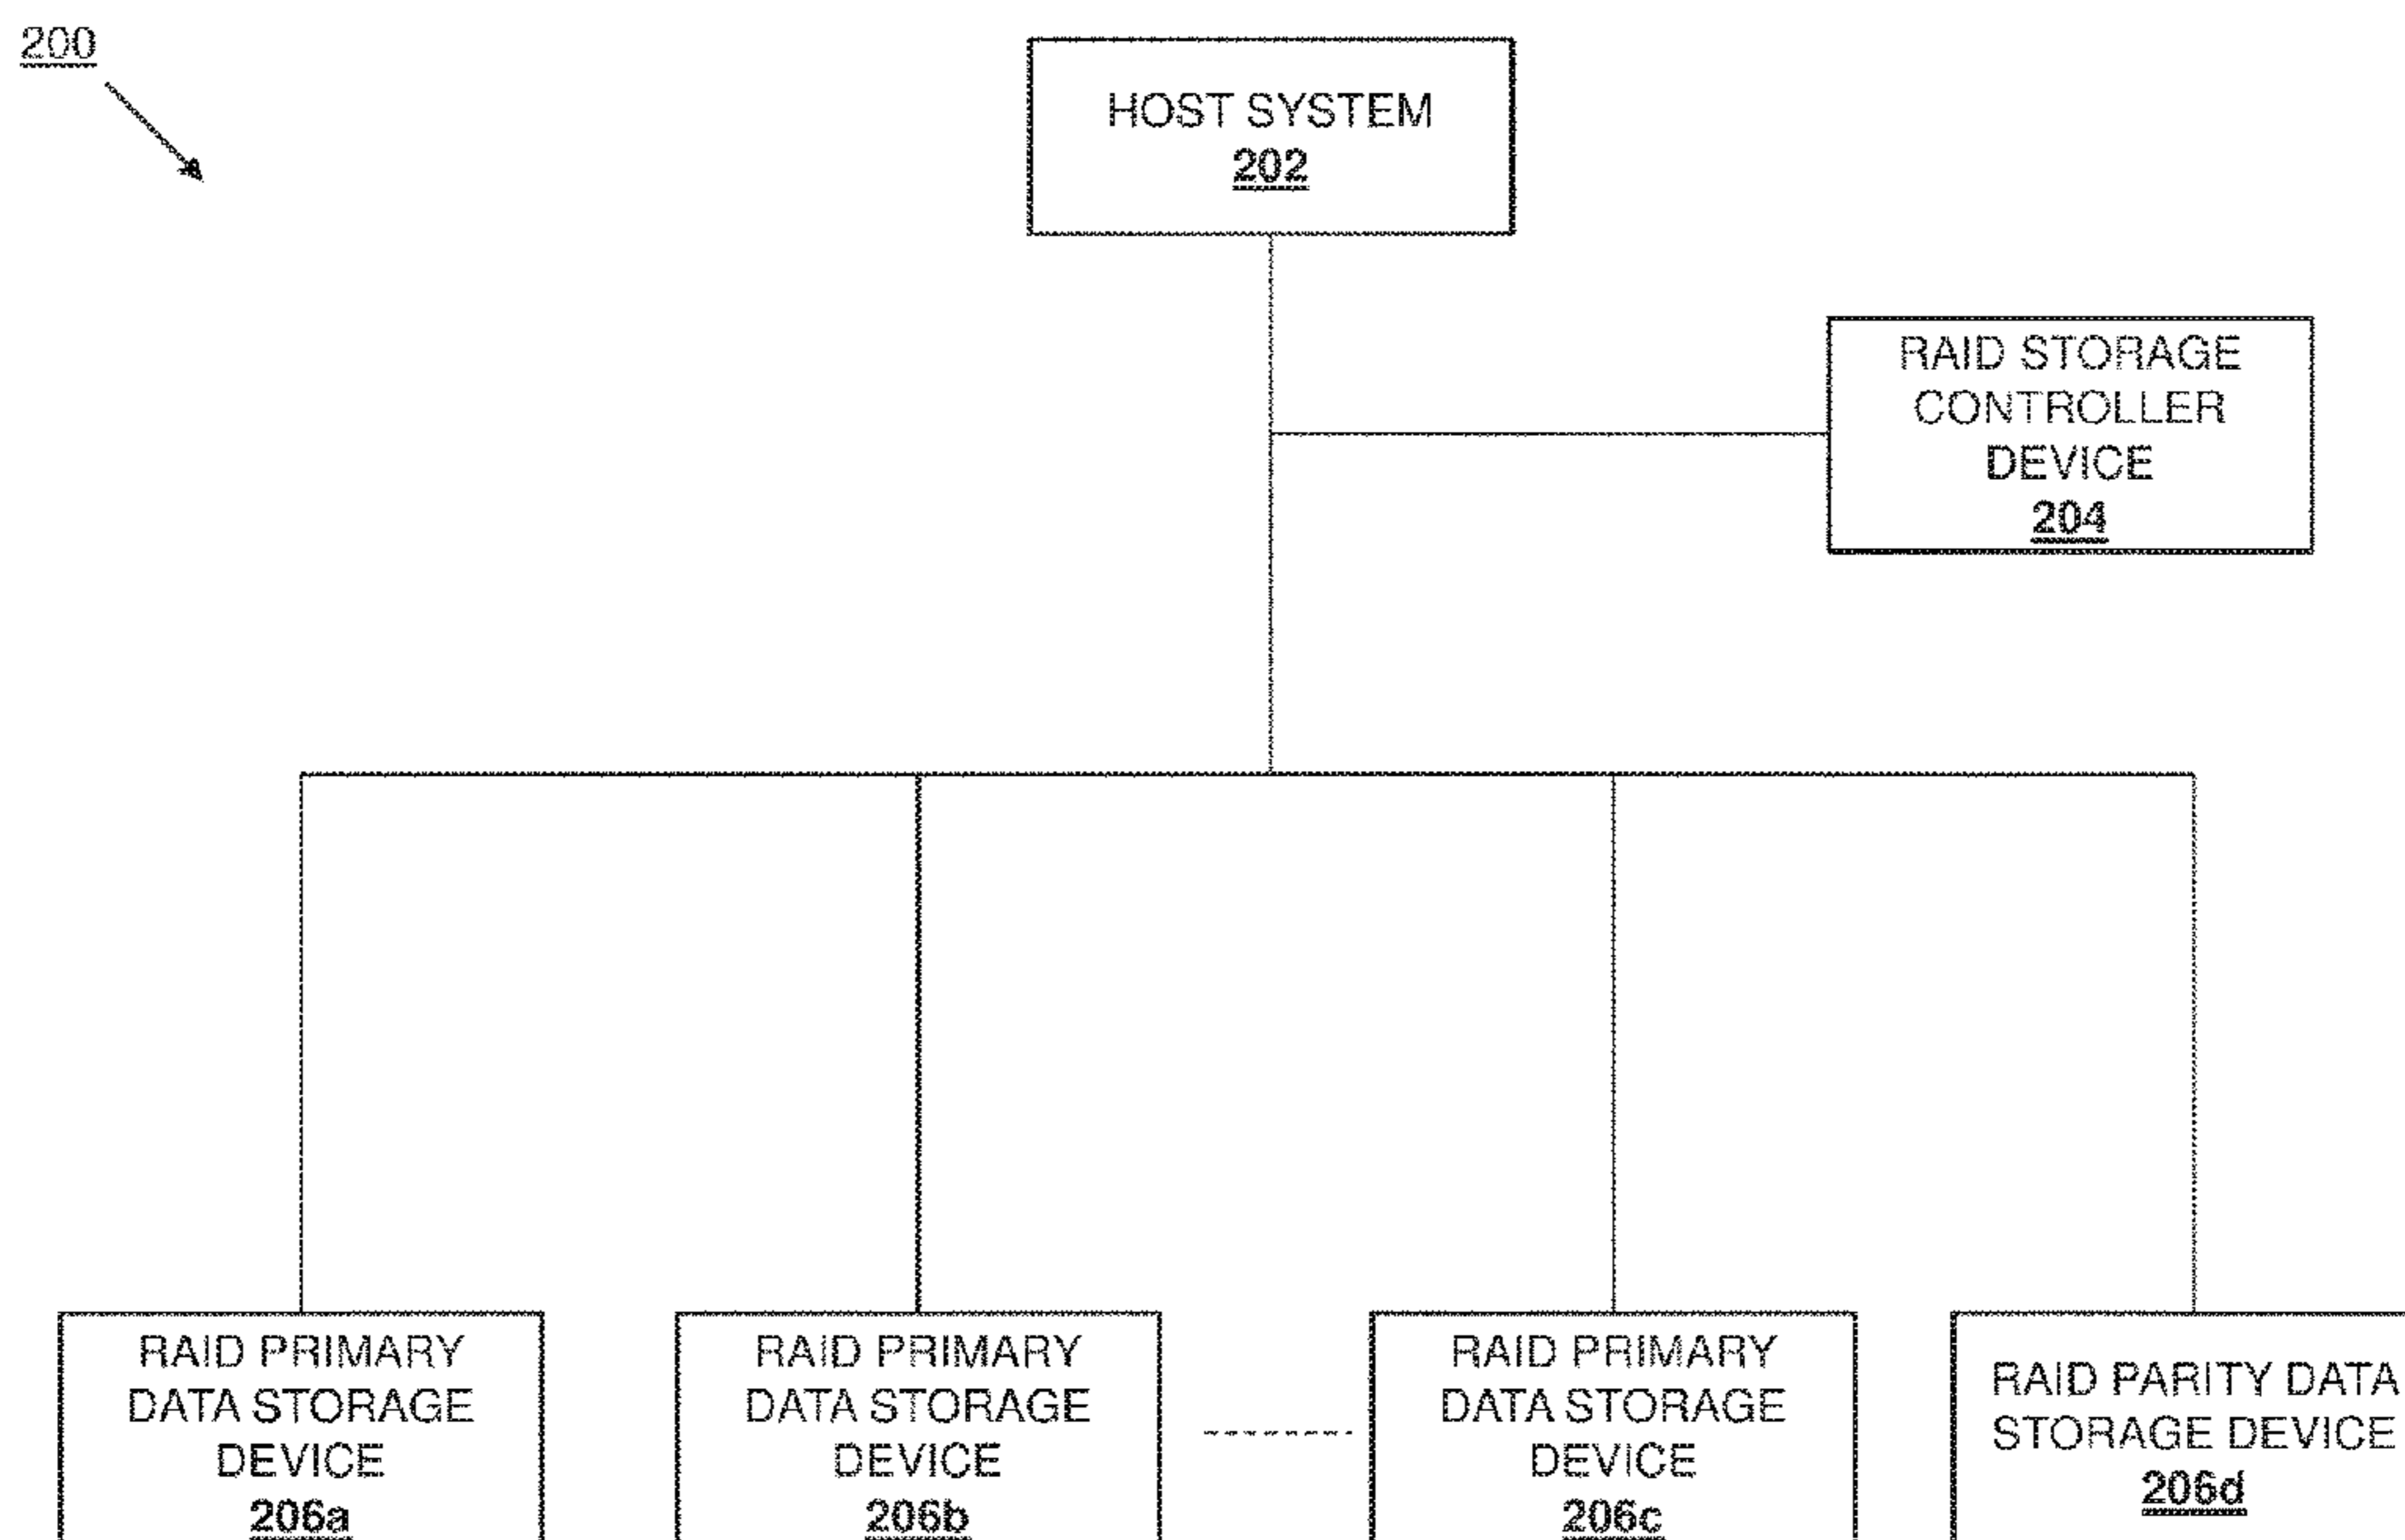 200
HOST SYSTEM
202
RAID STORAGE
CONTROLLER
DEVICE
204
RAID PRIMARY
DATA STORAGE
DEVICE
206a
RAID PRIMARY
DATA STORAGE
DEVICE
206b
RAID PRIMARY
DATA STORAGE
DEVICE
206c
RAID PARITY DATA
STORAGE DEVICE
206d